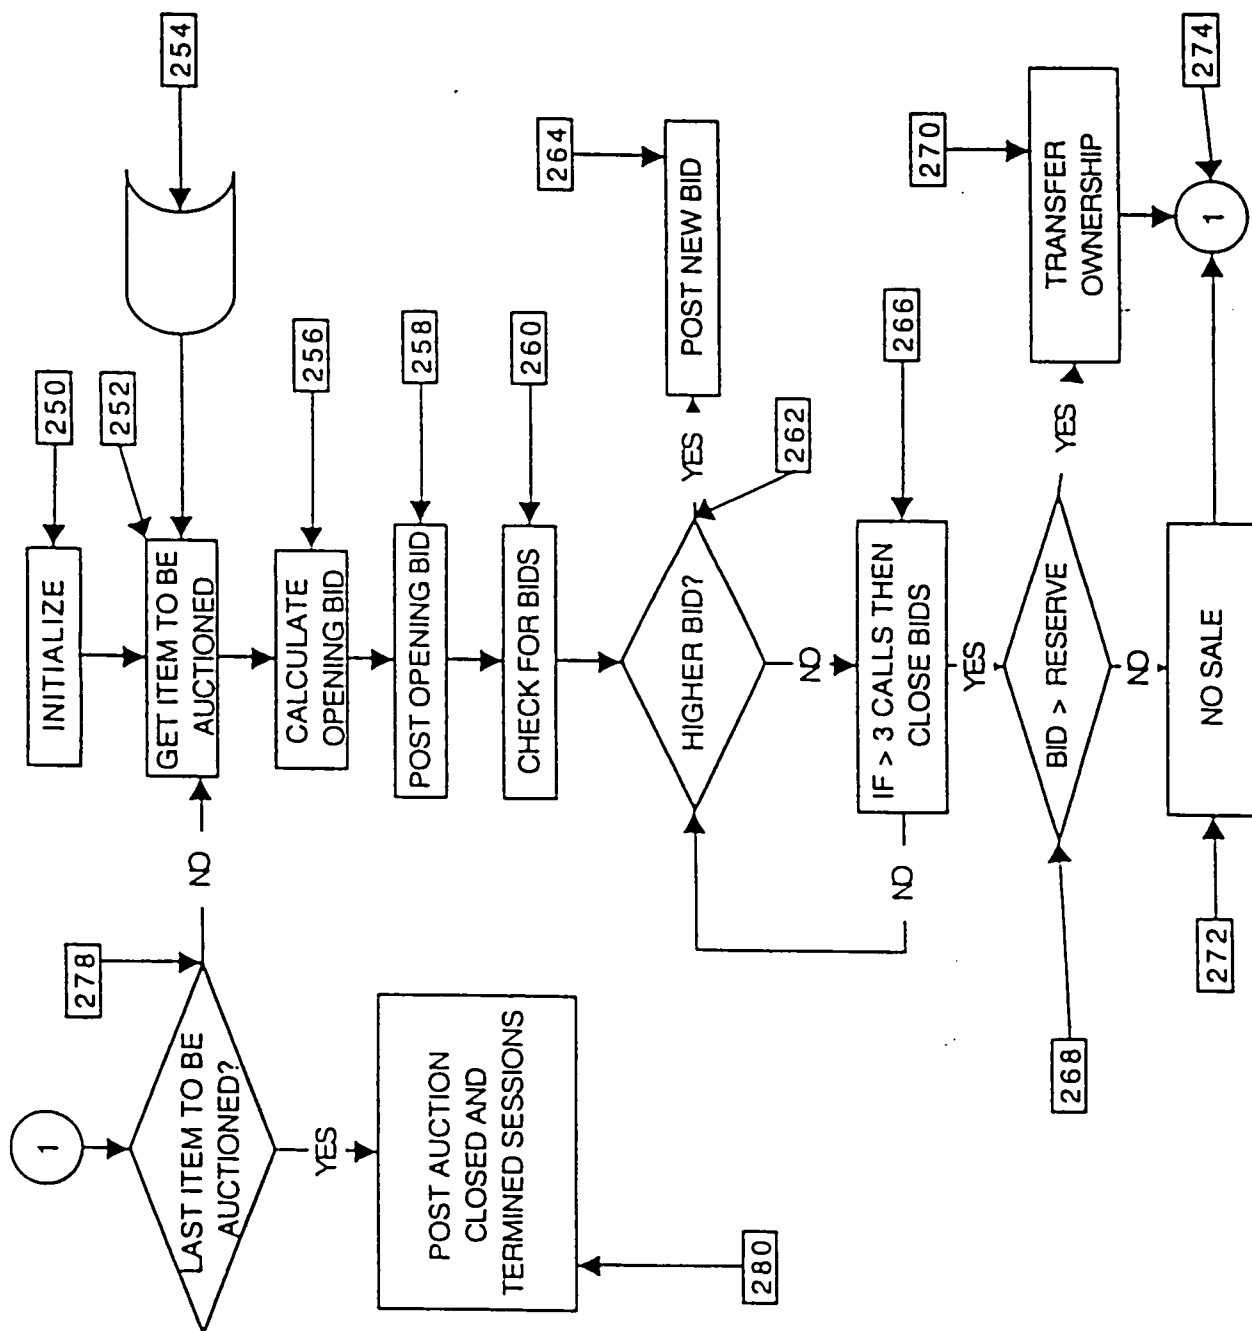 1
278
LAST ITEM TO BE
AUCTIONED?
NO
YES
POST AUCTION
CLOSED AND
TERMINED SESSIONS
280
INITIALIZE
250
252
GET ITEM TO BE
AUCTIONED
254
CALCULATE
OPENING BID
256
POST OPENING BID
258
CHECK FOR BIDS
260
HIGHER BID?
262
YES
POST NEW BID
264
NO
IF > 3 CALLS THEN
CLOSE BIDS
266
NO
YES
BID > RESERVE
268
YES
TRANSFER
OWNERSHIP
270
NO
NO SALE
272
1
274